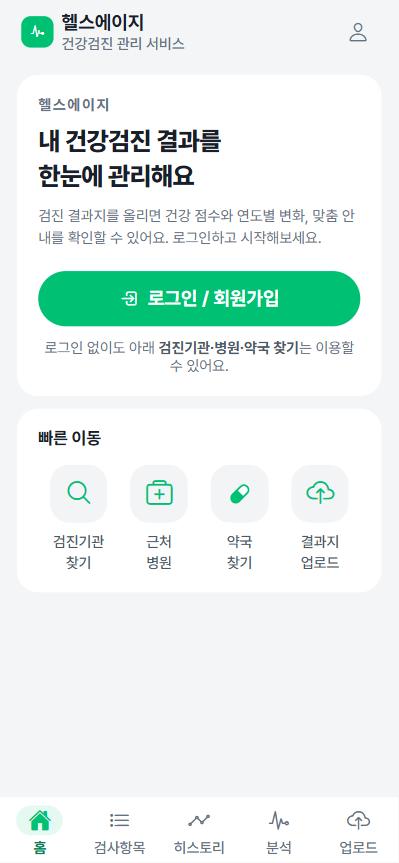 헬스에이지
건강검진 관리 서비스
헬스에이지
내 건강검진 결과를
한눈에 관리해요
검진 결과지를 올리면 건강 점수와 연도별 변화, 맞춤 안
내를 확인할 수 있어요. 로그인하고 시작해보세요.
로그인 / 회원가입
로그인 없이도 아래 검진기관·병원·약국 찾기는 이용할
수 있어요.
빠른 이동
검진기관
찾기
근처
병원
약국
찾기
결과지
업로드
홈
검사항목
히스토리
분석
업로드